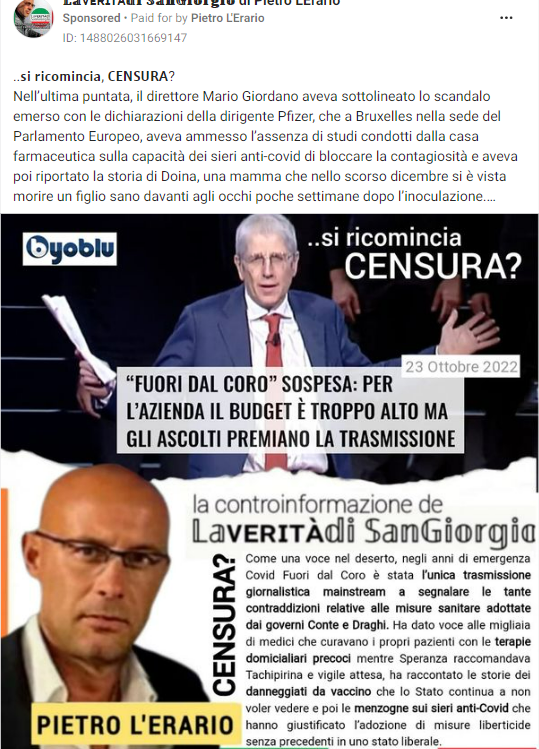 LaVERITÀdi SanGiorgio di Pietro L'Erario
Sponsored • Paid for by Pietro L'Erario
ID: 1488026031669147
..si ricomincia, CENSURA?
Nell'ultima puntata, il direttore Mario Giordano aveva sottolineato lo scandalo
emerso con le dichiarazioni della dirigente Pfizer, che a Bruxelles nella sede del
Parlamento Europeo, aveva ammesso l'assenza di studi condotti dalla casa
farmaceutica sulla capacità dei sieri anti-covid di bloccare la contagiosità e aveva
poi riportato la storia di Doina, una mamma che nello scorso dicembre si è vista
morire un figlio sano davanti agli occhi poche settimane dopo l'inoculazione....
byoblu
..si ricomincia
CENSURA?
23 Ottobre 2022
"FUORI DAL CORO" SOSPESA: PER
L'AZIENDA IL BUDGET È TROPPO ALTO MA
GLI ASCOLTI PREMIANO LA TRASMISSIONE
la controinformazione de
LaVERITÀdi SanGiorgio
CENSURA?
Come una voce nel deserto, negli anni di emergenza
Covid Fuori dal Coro è stata l'unica trasmissione
giornalistica mainstream a segnalare le tante
contraddizioni relative alle misure sanitarie adottate
dai governi Conte e Draghi. Ha dato voce alle migliaia
di medici che curavano i propri pazienti con le terapie
domiciliari precoci mentre Speranza raccomandava
Tachipirina e vigile attesa, ha raccontato le storie dei
danneggiati da vaccino che lo Stato continua a non
voler vedere e poi le menzogne sui sieri anti-Covid che
hanno giustificato l'adozione di misure liberticide
senza precedenti in uno stato liberale.
PIETRO L'ERARIO